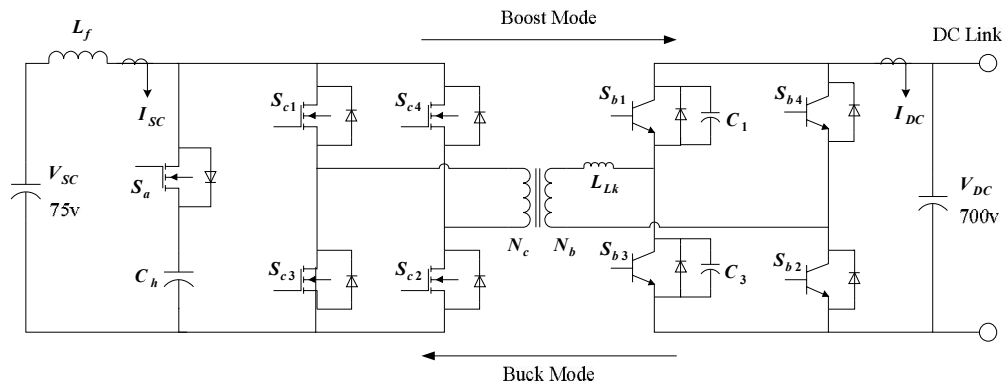 Boost Mode
DC Link
L_f
I_SC
S_c1
S_c4
S_b1
C_1
S_b4
I_DC
V_SC
75v
S_a
L_Lk
V_DC
700v
C_h
S_c3
S_c2
N_c
N_b
S_b3
C_3
S_b2
Buck Mode